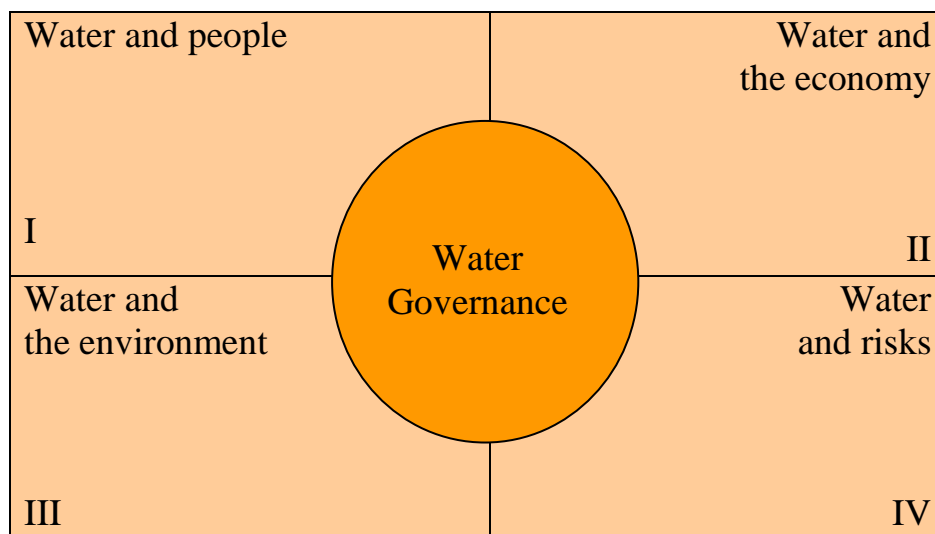 Water and people
I
Water and
the economy
II
Water
Governance
Water and
the environment
III
Water
and risks
IV